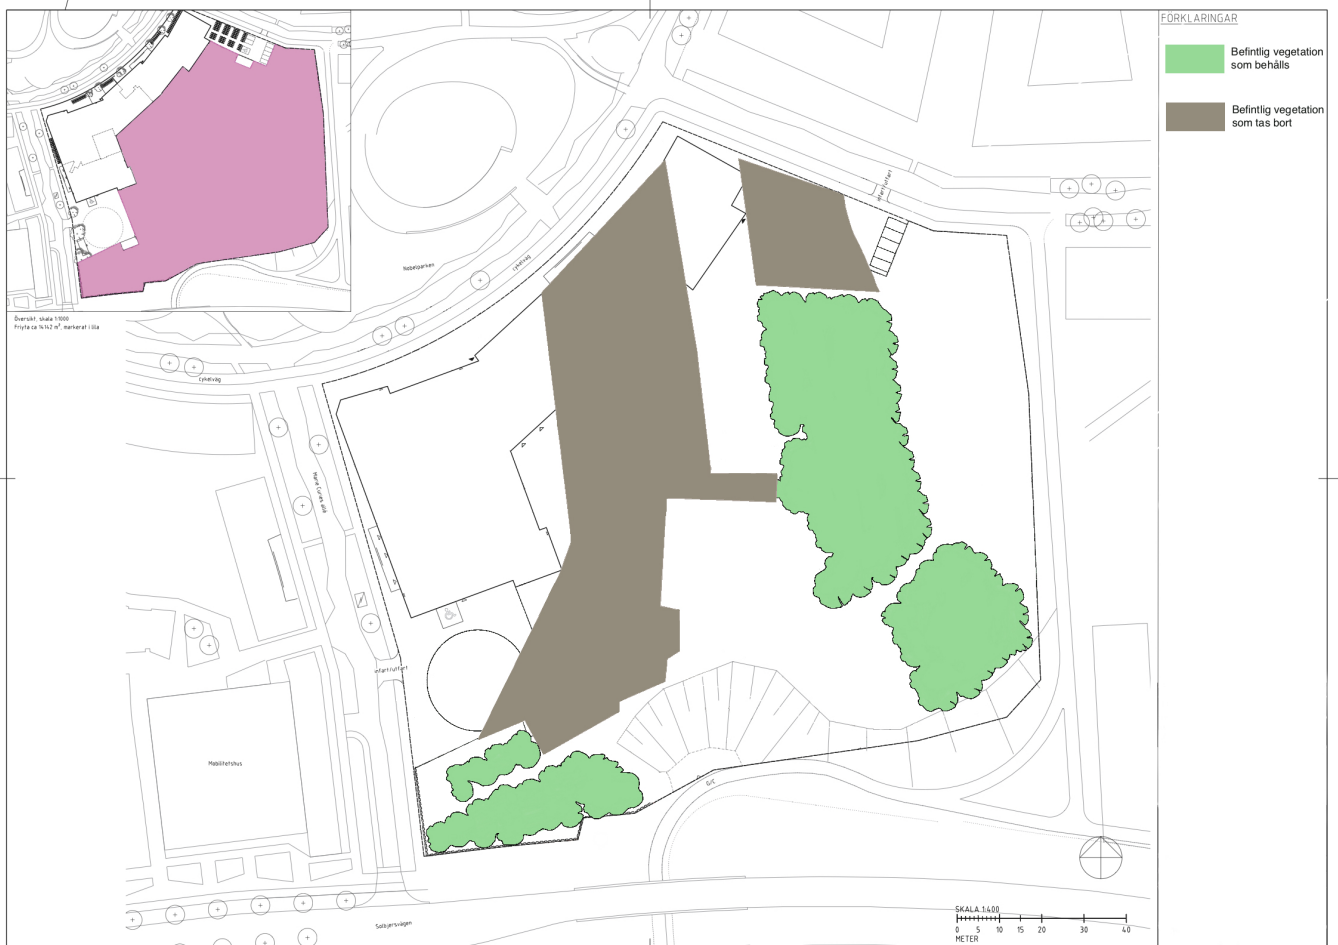 FÖRKLARINGAR
Befintlig vegetation
som behålls
Befintlig vegetation
som tas bort
Översikt, skala 1:1000
Friyta ca 14142 m², markerat i lila
Nobelparken
cykelväg
cykelväg
infart/utfart
Marie Curies allé
infart/utfart
Mobilitetshus
Solbjersvägen
SKALA 1:400
0 5 10 15 20 30 40
METER